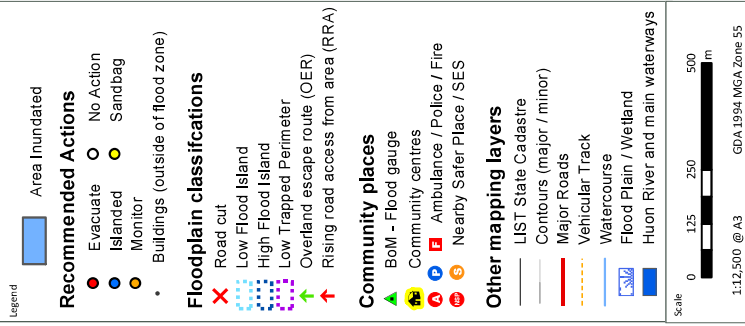 Legend
Area Inundated
Recommended Actions
Evacuate
No Action
Islanded
Sandbag
Monitor
Buildings (outside of flood zone)
Floodplain classifcations
Road cut
Low Flood Island
High Flood Island
Low Trapped Perimeter
Overland escape route (OER)
Rising road access from area (RRA)
Community places
BoM - Flood gauge
Community centres
A P F Ambulance / Police / Fire
NSP S Nearby Safer Place / SES
Other mapping layers
LIST State Cadastre
Contours (major / minor)
Major Roads
Vehicular Track
Watercourse
Flood Plain / Wetland
Huon River and main waterways
Scale
0 125 250 500
m
1:12,500 @ A3
GDA 1994 MGA Zone 55